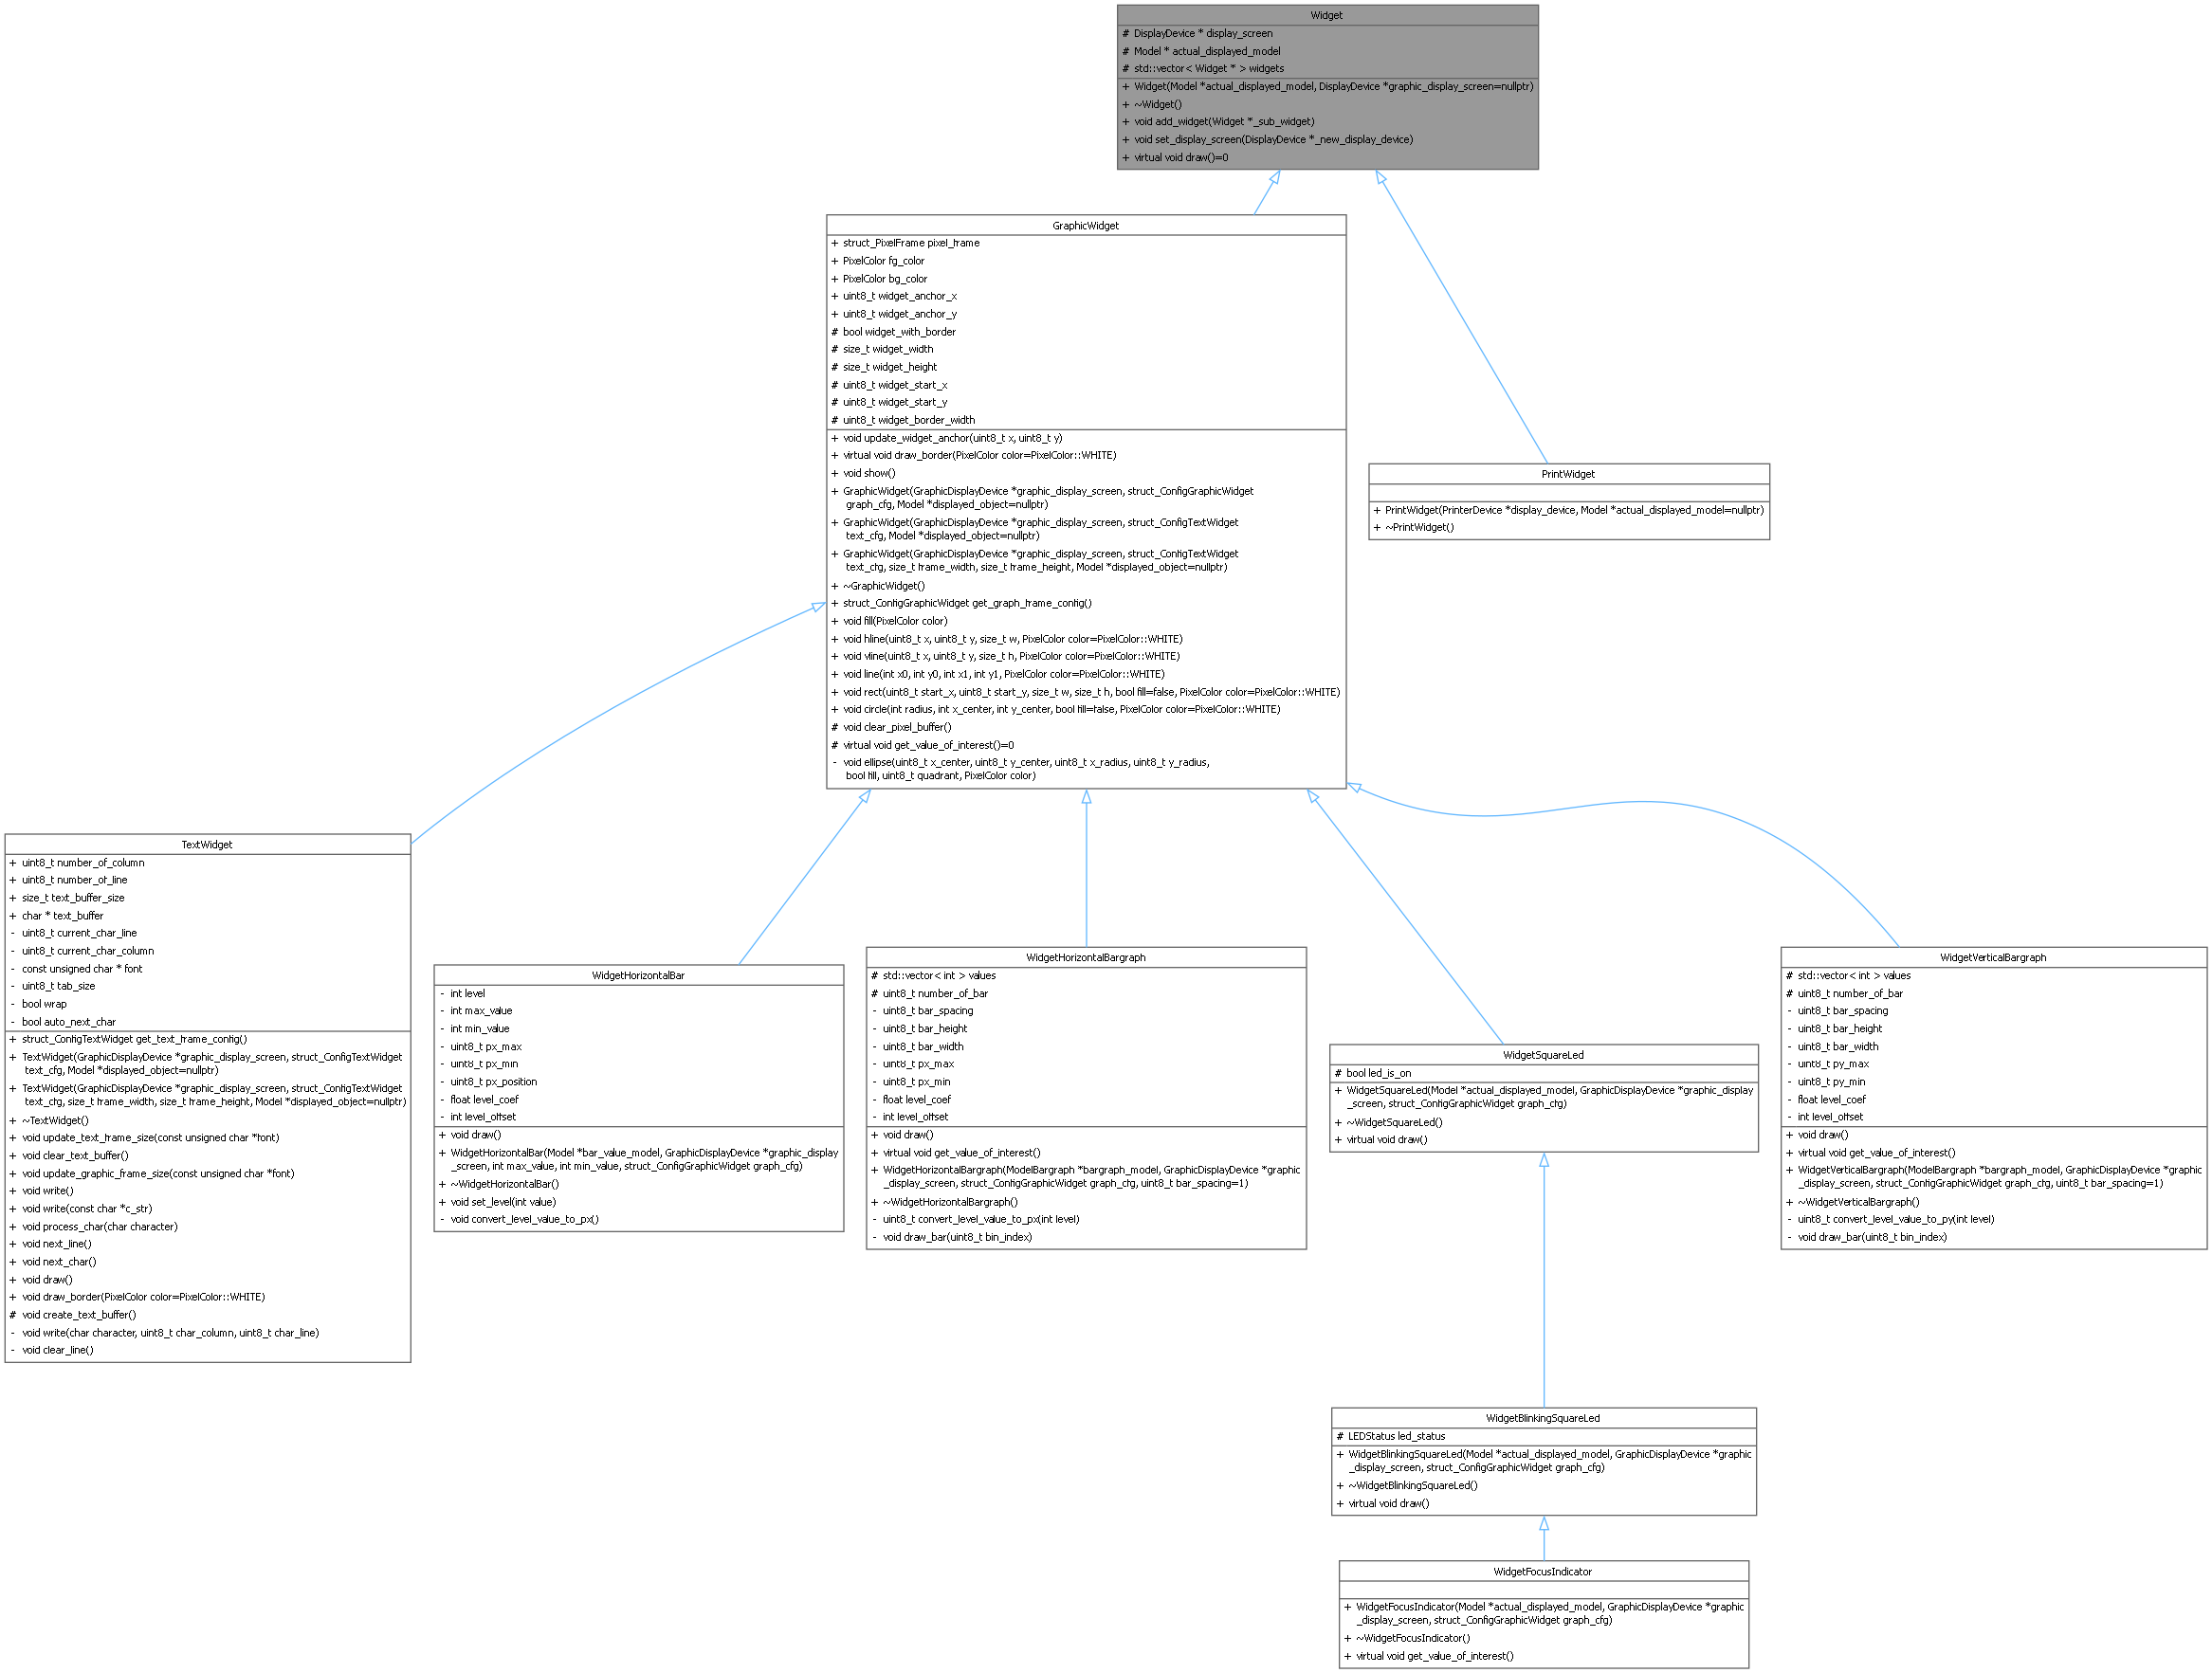 Widget
# DisplayDevice * display_screen
# Model * actual_displayed_model
# std::vector< Widget * > widgets
+ Widget(Model *actual_displayed_model, DisplayDevice *graphic_display_screen=nullptr)
+ ~Widget()
+ void add_widget(Widget *_sub_widget)
+ void set_display_screen(DisplayDevice *_new_display_device)
+ virtual void draw()=0
GraphicWidget
+ struct_PixelFrame pixel_frame
+ PixelColor fg_color
+ PixelColor bg_color
+ uint8_t widget_anchor_x
+ uint8_t widget_anchor_y
# bool widget_with_border
# size_t widget_width
# size_t widget_height
# uint8_t widget_start_x
# uint8_t widget_start_y
# uint8_t widget_border_width
+ void update_widget_anchor(uint8_t x, uint8_t y)
+ virtual void draw_border(PixelColor color=PixelColor::WHITE)
+ void show()
+ GraphicWidget(GraphicDisplayDevice *graphic_display_screen, struct_ConfigGraphicWidget
graph_cfg, Model *displayed_object=nullptr)
+ GraphicWidget(GraphicDisplayDevice *graphic_display_screen, struct_ConfigTextWidget
text_cfg, Model *displayed_object=nullptr)
+ GraphicWidget(GraphicDisplayDevice *graphic_display_screen, struct_ConfigTextWidget
text_cfg, size_t frame_width, size_t frame_height, Model *displayed_object=nullptr)
+ ~GraphicWidget()
+ struct_ConfigGraphicWidget get_graph_frame_config()
+ void fill(PixelColor color)
+ void hline(uint8_t x, uint8_t y, size_t w, PixelColor color=PixelColor::WHITE)
+ void vline(uint8_t x, uint8_t y, size_t h, PixelColor color=PixelColor::WHITE)
+ void line(int x0, int y0, int x1, int y1, PixelColor color=PixelColor::WHITE)
+ void rect(uint8_t start_x, uint8_t start_y, size_t w, size_t h, bool fill=false, PixelColor color=PixelColor::WHITE)
+ void circle(int radius, int x_center, int y_center, bool fill=false, PixelColor color=PixelColor::WHITE)
# void clear_pixel_buffer()
# virtual void get_value_of_interest()=0
- void ellipse(uint8_t x_center, uint8_t y_center, uint8_t x_radius, uint8_t y_radius,
bool fill, uint8_t quadrant, PixelColor color)
PrintWidget
+ PrintWidget(PrinterDevice *display_device, Model *actual_displayed_model=nullptr)
+ ~PrintWidget()
TextWidget
+ uint8_t number_of_column
+ uint8_t number_of_line
+ size_t text_buffer_size
+ char * text_buffer
- uint8_t current_char_line
- uint8_t current_char_column
- const unsigned char * font
- uint8_t tab_size
- bool wrap
- bool auto_next_char
+ struct_ConfigTextWidget get_text_frame_config()
+ TextWidget(GraphicDisplayDevice *graphic_display_screen, struct_ConfigTextWidget
text_cfg, Model *displayed_object=nullptr)
+ TextWidget(GraphicDisplayDevice *graphic_display_screen, struct_ConfigTextWidget
text_cfg, size_t frame_width, size_t frame_height, Model *displayed_object=nullptr)
+ ~TextWidget()
+ void update_text_frame_size(const unsigned char *font)
+ void clear_text_buffer()
+ void update_graphic_frame_size(const unsigned char *font)
+ void write()
+ void write(const char *c_str)
+ void process_char(char character)
+ void next_line()
+ void next_char()
+ void draw()
+ void draw_border(PixelColor color=PixelColor::WHITE)
# void create_text_buffer()
- void write(char character, uint8_t char_column, uint8_t char_line)
- void clear_line()
WidgetHorizontalBar
- int level
- int max_value
- int min_value
- uint8_t px_max
- uint8_t px_min
- uint8_t px_position
- float level_coef
- int level_offset
+ void draw()
+ WidgetHorizontalBar(Model *bar_value_model, GraphicDisplayDevice *graphic_display
_screen, int max_value, int min_value, struct_ConfigGraphicWidget graph_cfg)
+ ~WidgetHorizontalBar()
+ void set_level(int value)
- void convert_level_value_to_px()
WidgetHorizontalBargraph
# std::vector< int > values
# uint8_t number_of_bar
- uint8_t bar_spacing
- uint8_t bar_height
- uint8_t bar_width
- uint8_t px_max
- uint8_t px_min
- float level_coef
- int level_offset
+ void draw()
+ virtual void get_value_of_interest()
+ WidgetHorizontalBargraph(ModelBargraph *bargraph_model, GraphicDisplayDevice *graphic
_display_screen, struct_ConfigGraphicWidget graph_cfg, uint8_t bar_spacing=1)
+ ~WidgetHorizontalBargraph()
- uint8_t convert_level_value_to_px(int level)
- void draw_bar(uint8_t bin_index)
WidgetSquareLed
# bool led_is_on
+ WidgetSquareLed(Model *actual_displayed_model, GraphicDisplayDevice *graphic_display
_screen, struct_ConfigGraphicWidget graph_cfg)
+ ~WidgetSquareLed()
+ virtual void draw()
WidgetVerticalBargraph
# std::vector< int > values
# uint8_t number_of_bar
- uint8_t bar_spacing
- uint8_t bar_height
- uint8_t bar_width
- uint8_t py_max
- uint8_t py_min
- float level_coef
- int level_offset
+ void draw()
+ virtual void get_value_of_interest()
+ WidgetVerticalBargraph(ModelBargraph *bargraph_model, GraphicDisplayDevice *graphic
_display_screen, struct_ConfigGraphicWidget graph_cfg, uint8_t bar_spacing=1)
+ ~WidgetVerticalBargraph()
- uint8_t convert_level_value_to_py(int level)
- void draw_bar(uint8_t bin_index)
WidgetBlinkingSquareLed
# LEDStatus led_status
+ WidgetBlinkingSquareLed(Model *actual_displayed_model, GraphicDisplayDevice *graphic
_display_screen, struct_ConfigGraphicWidget graph_cfg)
+ ~WidgetBlinkingSquareLed()
+ virtual void draw()
WidgetFocusIndicator
+ WidgetFocusIndicator(Model *actual_displayed_model, GraphicDisplayDevice *graphic
_display_screen, struct_ConfigGraphicWidget graph_cfg)
+ ~WidgetFocusIndicator()
+ virtual void get_value_of_interest()